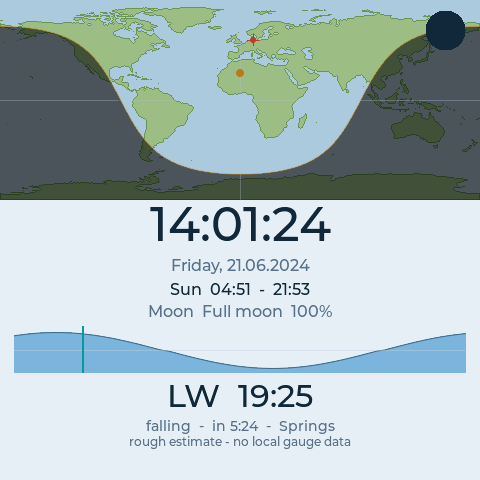 14:01:24
Friday, 21.06.2024
Sun 04:51 - 21:53
Moon Full moon 100%
LW 19:25
falling - in 5:24 - Springs
rough estimate - no local gauge data